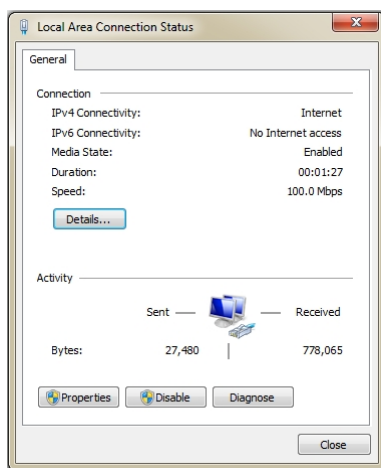 Local Area Connection Status
General
Connection
IPv4 Connectivity: Internet
IPv6 Connectivity: No Internet access
Media State: Enabled
Duration: 00:01:27
Speed: 100.0 Mbps
Details...
Activity
Sent Received
Bytes: 27,480 778,065
Properties Disable Diagnose
Close